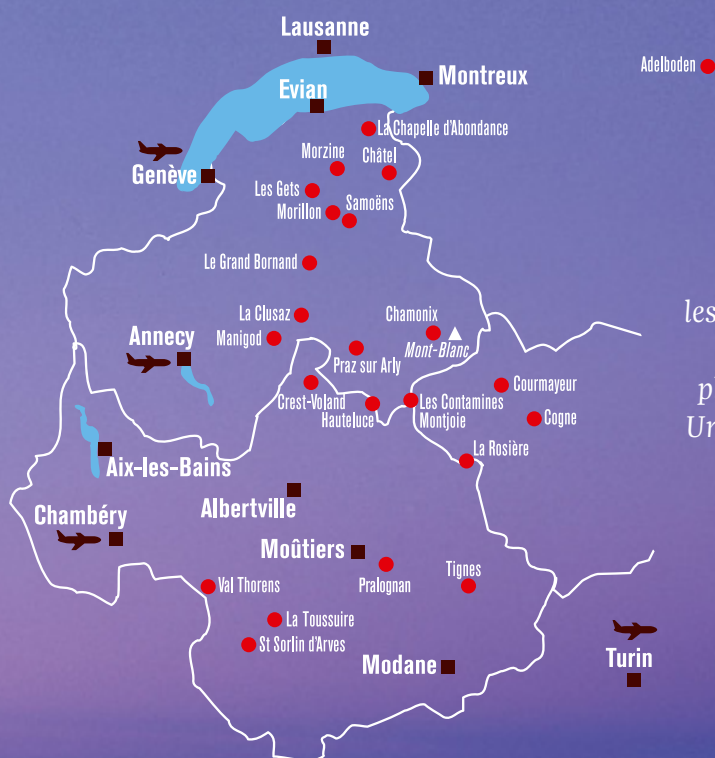 Lausanne
Adelboden
Montreux
Evian
La Chapelle d'Abondance
Morzine
Châtel
Genève
Les Gets
Samoëns
Morillon
Le Grand Bornand
les
La Clusaz
Chamonix
Annecy
Manigod
Mont-Blanc
Praz sur Arly
p
Courmayeur
Crest-Voland
Les Contamines
Montjoie
Hauteluce
Cogne
Un
La Rosière
Aix-les-Bains
Albertville
Chambéry
Moûtiers
Tignes
Val Thorens
Pralognan
La Toussuire
St Sorlin d'Arves
Modane
Turin